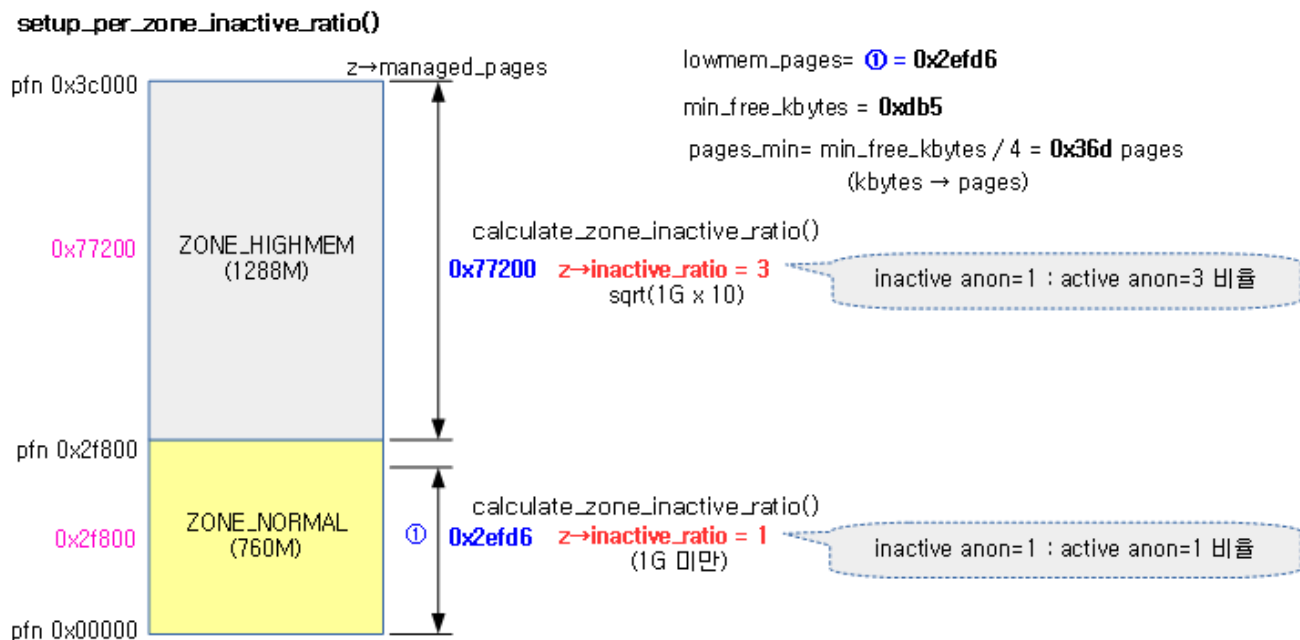 setup_per_zone_inactive_ratio()
z→managed_pages
pfn 0x3c000
lowmem_pages= ① = 0x2efd6
min_free_kbytes = 0xdb5
pages_min= min_free_kbytes / 4 = 0x36d pages
(kbytes → pages)
0x77200
ZONE_HIGHMEM
(1288M)
calculate_zone_inactive_ratio()
0x77200 z→inactive_ratio = 3
sqrt(1G x 10)
inactive anon=1 : active anon=3 비율
pfn 0x2f800
0x2f800
ZONE_NORMAL
(760M)
calculate_zone_inactive_ratio()
① 0x2efd6 z→inactive_ratio = 1
(1G 미만)
inactive anon=1 : active anon=1 비율
pfn 0x00000